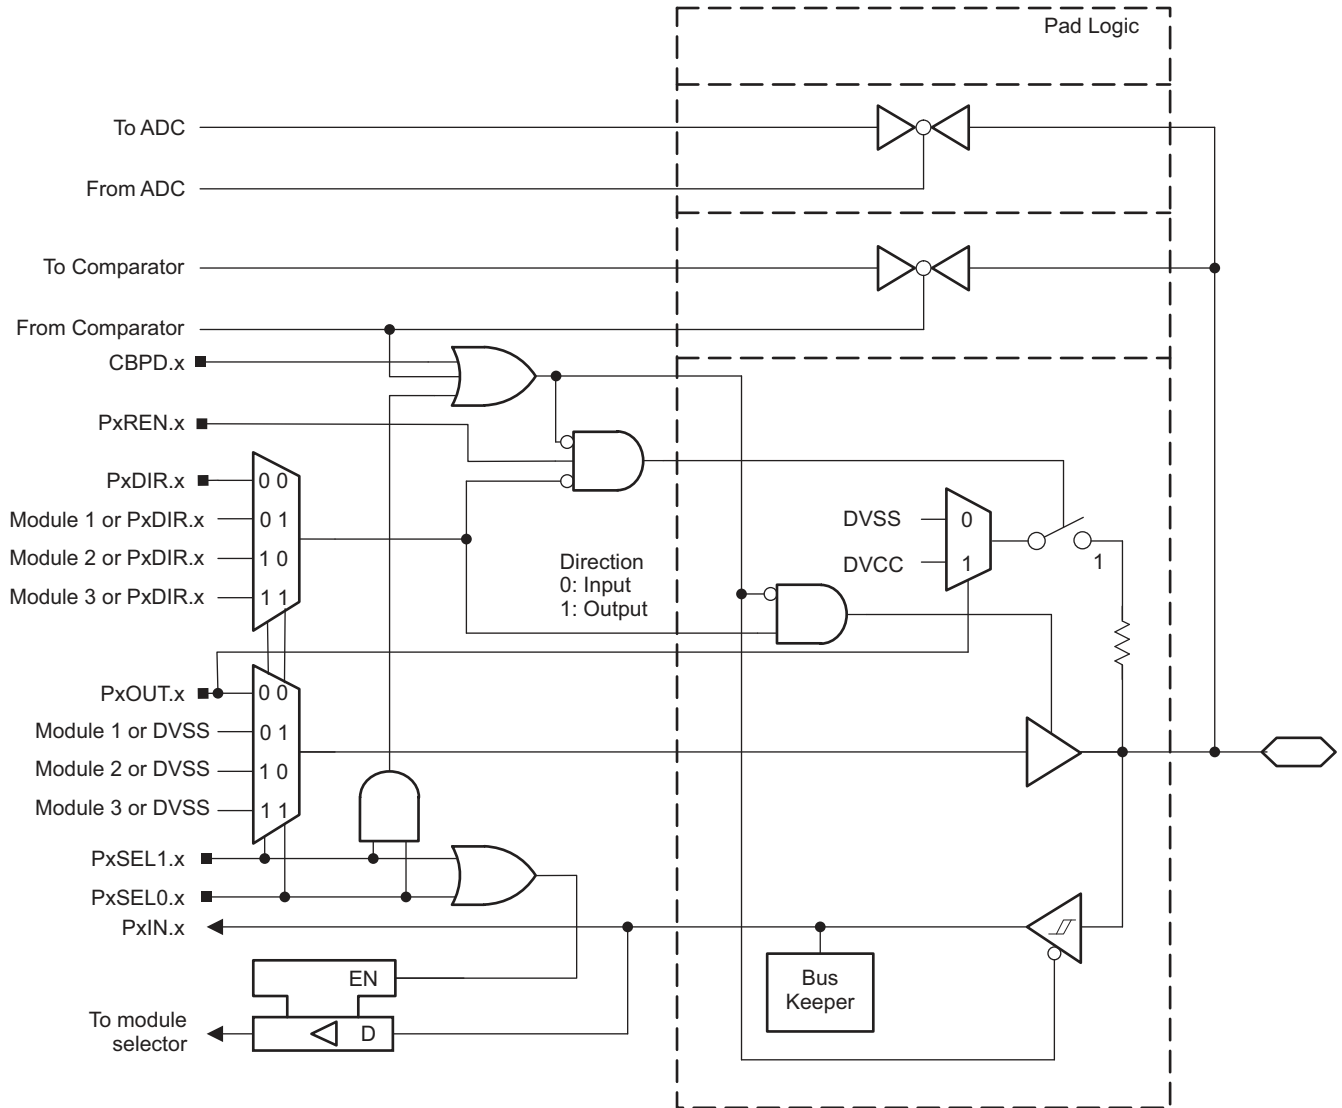 Pad Logic
To ADC
From ADC
To Comparator
From Comparator
CBPD.x
PxREN.x
PxDIR.x
0 0
Module 1 or PxDIR.x
0 1
Module 2 or PxDIR.x
1 0
Module 3 or PxDIR.x
1 1
Direction
0: Input
1: Output
DVSS
0
DVCC
1
1
PxOUT.x
0 0
Module 1 or DVSS
0 1
Module 2 or DVSS
1 0
Module 3 or DVSS
1 1
PxSEL1.x
PxSEL0.x
PxIN.x
EN
D
To module
selector
Bus
Keeper